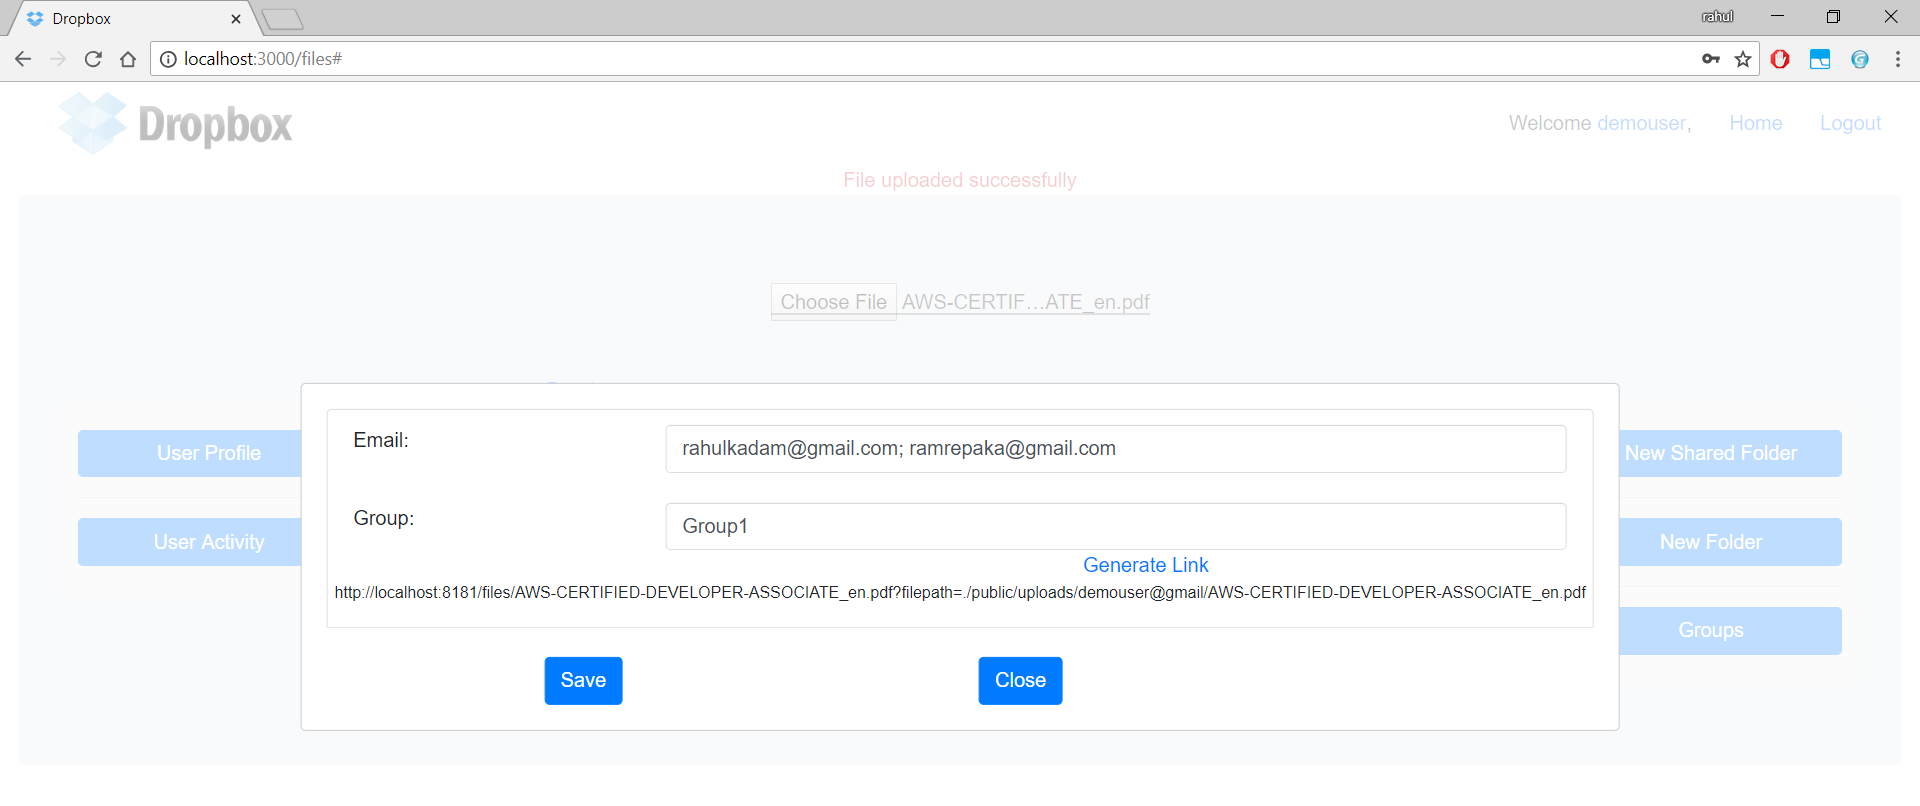 Dropbox
rahul
localhost:3000/files#
Dropbox
Welcome demouser, Home Logout
File uploaded successfully
Choose File AWS-CERTIF…ATE_en.pdf
Email: rahulkadam@gmail.com; ramrepaka@gmail.com
User Profile
New Shared Folder
Group: Group1
User Activity
New Folder
Generate Link
http://localhost:8181/files/AWS-CERTIFIED-DEVELOPER-ASSOCIATE_en.pdf?filepath=./public/uploads/demouser@gmail/AWS-CERTIFIED-DEVELOPER-ASSOCIATE_en.pdf
Groups
Save Close